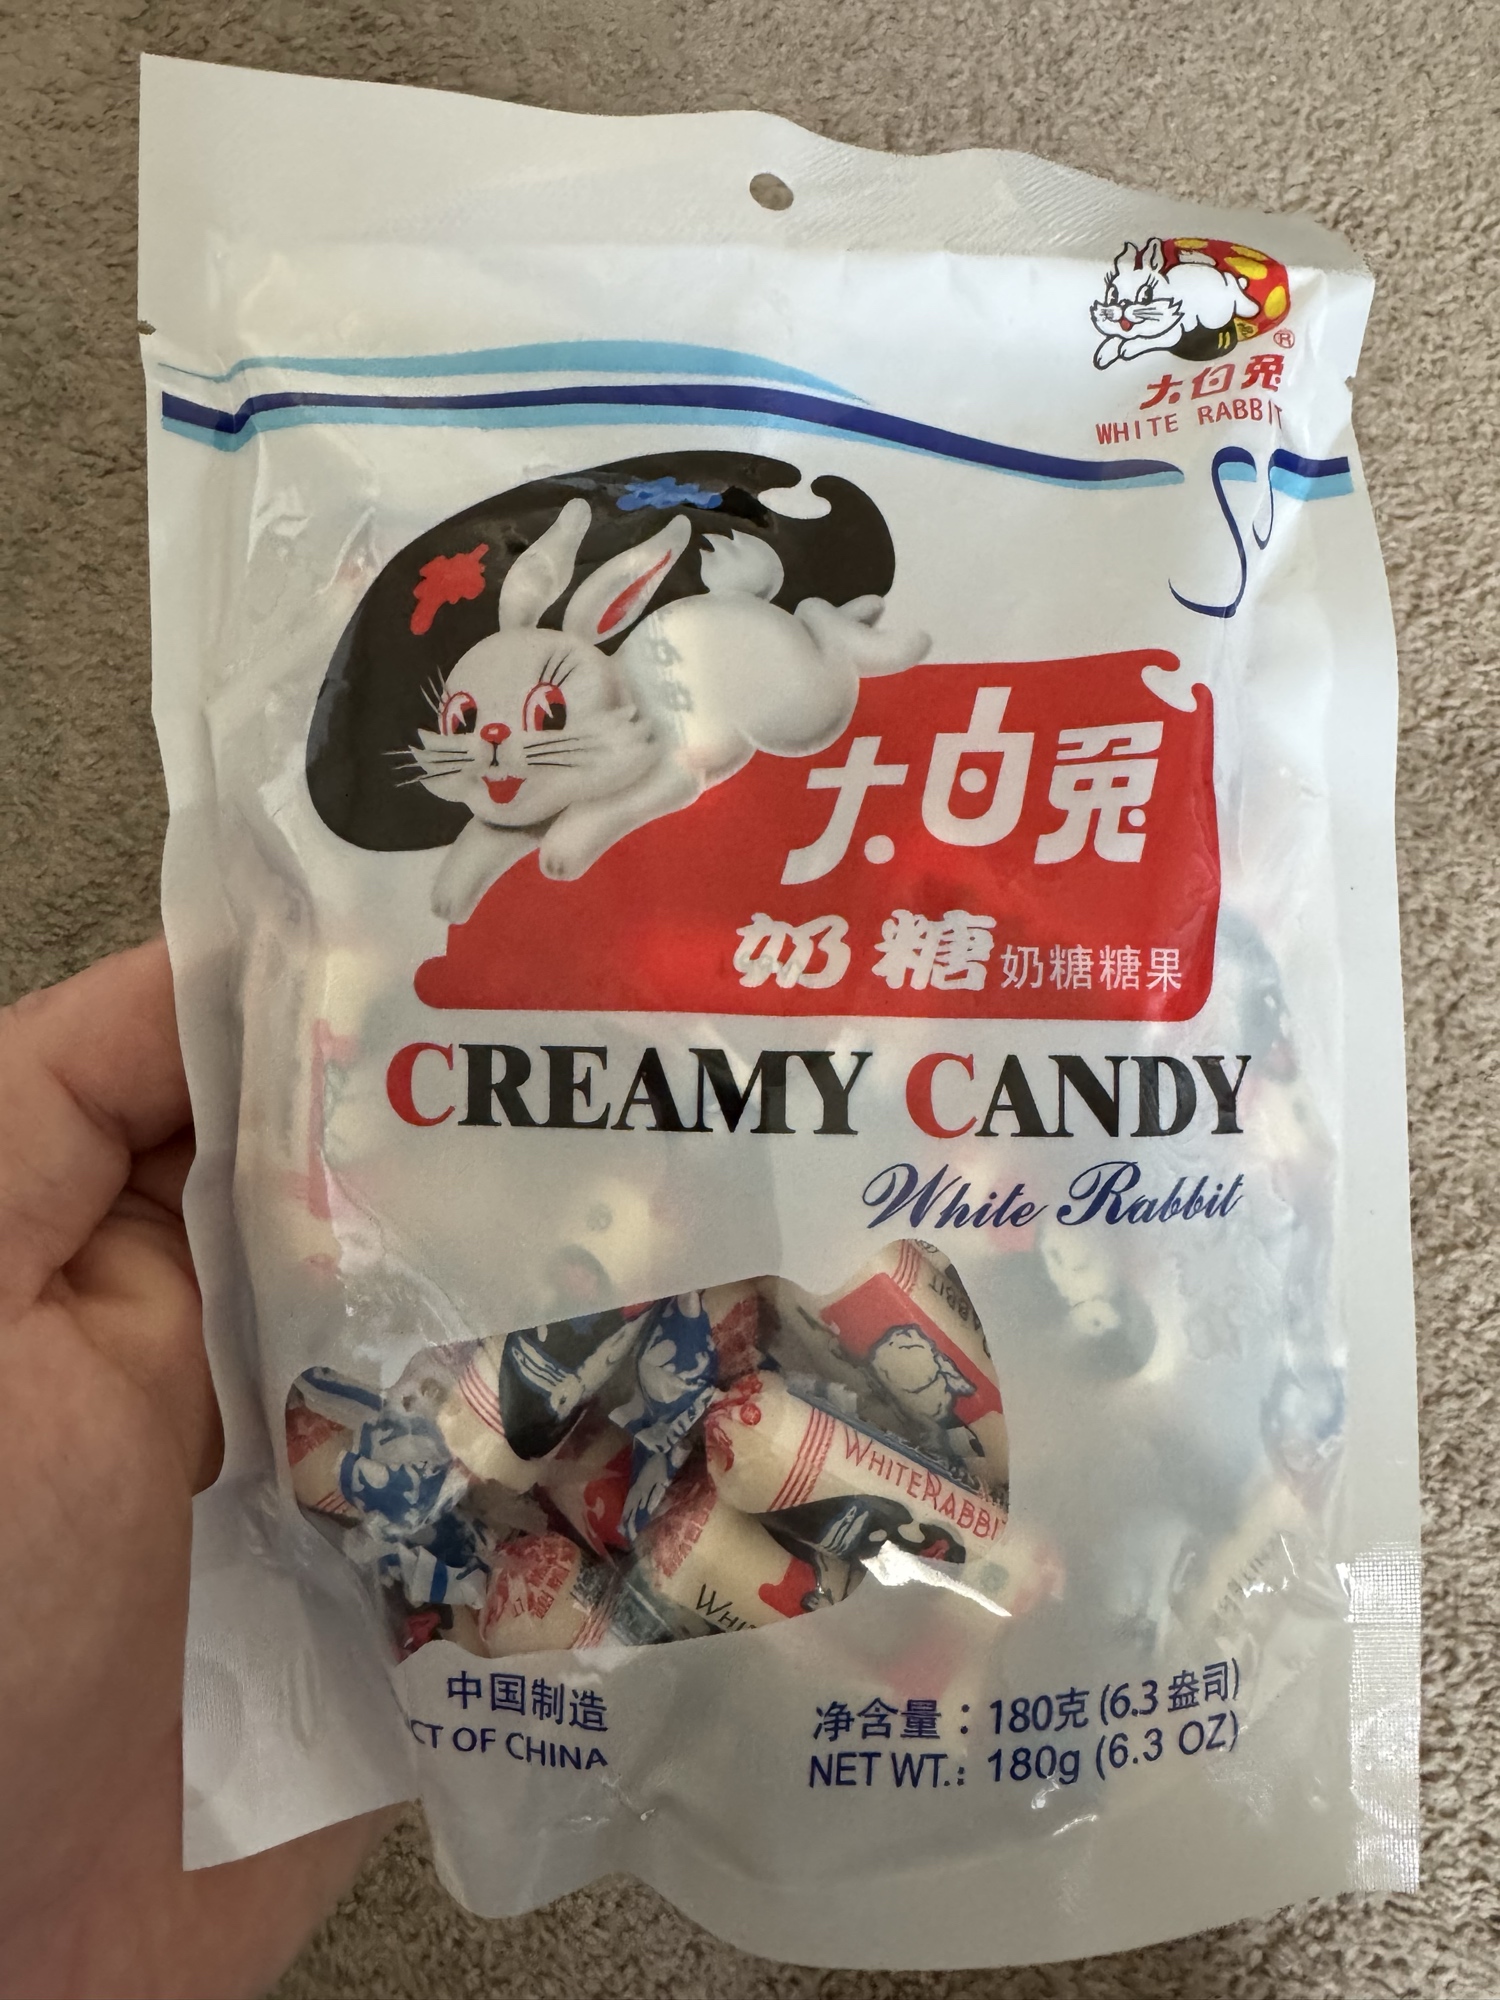 大白兔
WHITE RABBIT
大白兔
奶糖 奶糖糖果
CREAMY CANDY
White Rabbit
WHITERABBI
WHI
中国制造
CT OF CHINA
净含量：180克 (6.3 盎司)
NET WT.: 180g (6.3 OZ)